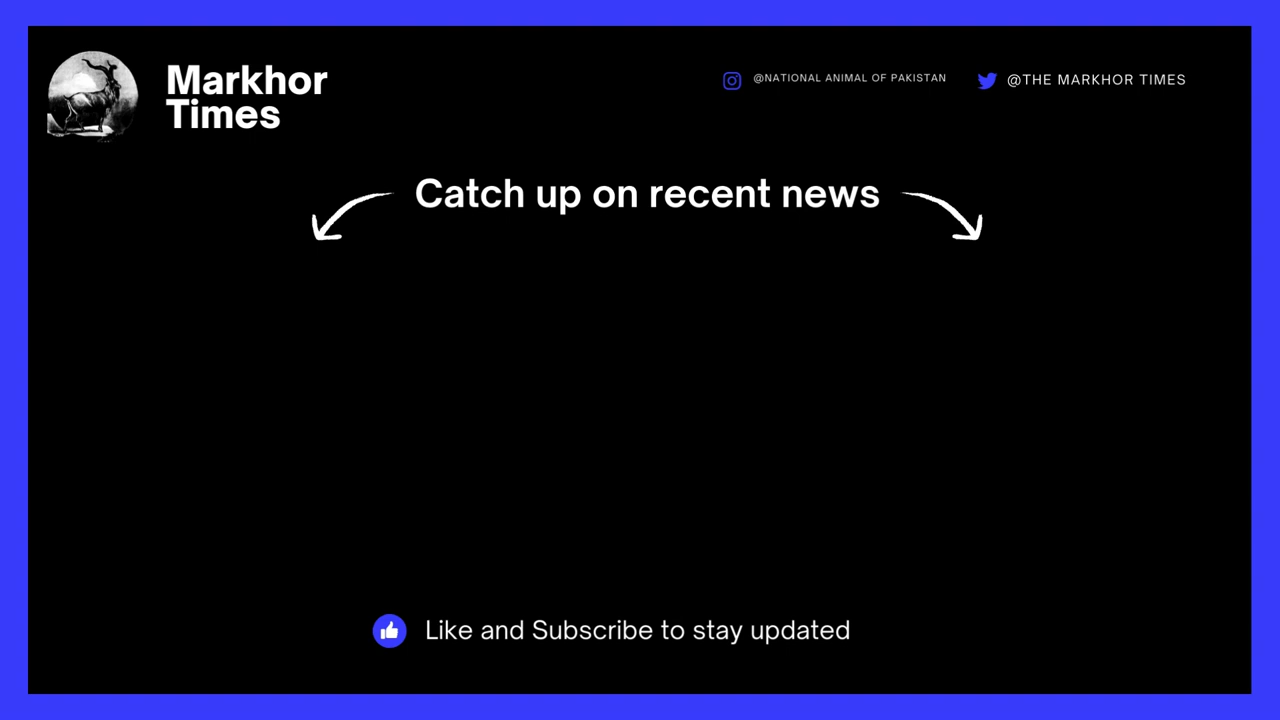 Markhor
Times
@NATIONAL ANIMAL OF PAKISTAN
@THE MARKHOR TIMES
Catch up on recent news
Like and Subscribe to stay updated